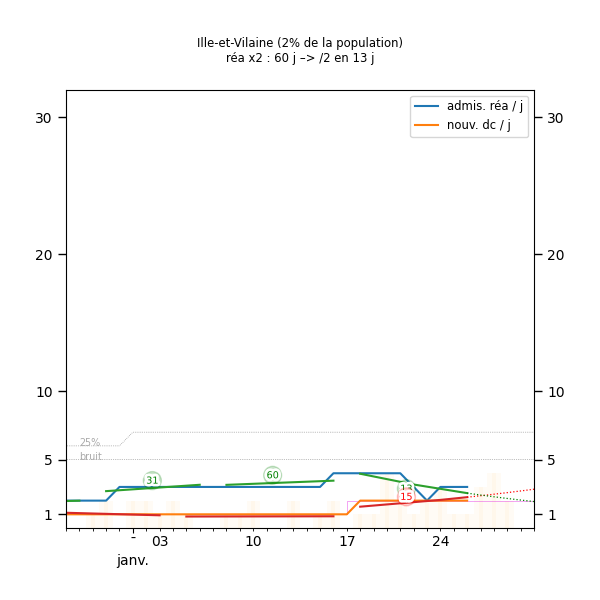 Ille-et-Vilaine (2% de la population)
réa x2 : 60 j –> /2 en 13 j
admis. réa / j
nouv. dc / j
30 30
20 20
10 10
25%
bruit
5 5
31 60
13
15
1 1
- 03 10 17 24
janv.